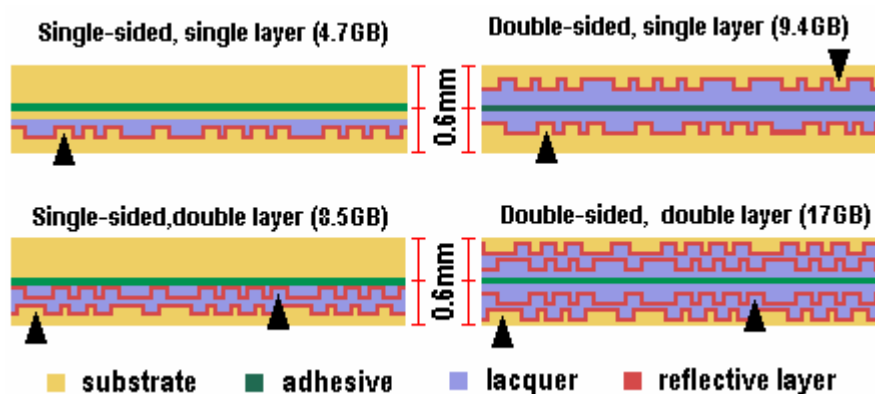 Single-sided, single layer (4.7GB)
Double-sided, single layer (9.4GB)
0.6mm
Single-sided,double layer (8.5GB)
Double-sided, double layer (17GB)
0.6mm
substrate
adhesive
lacquer
reflective layer